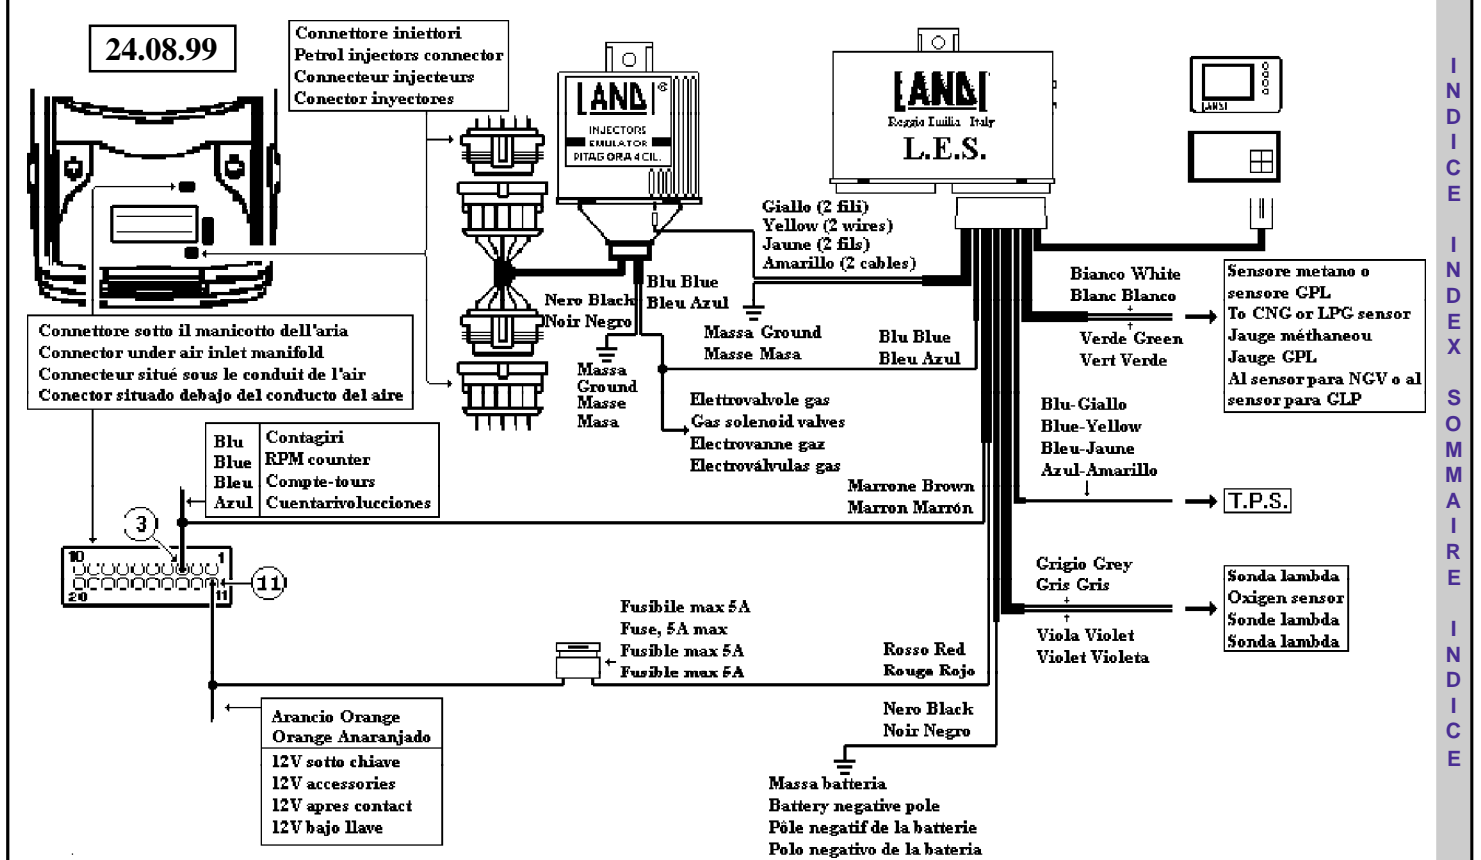 24.08.99
Connettore iniettori
Petrol injectors connector
Connecteur injecteurs
Conector inyectores
LANDI ®
INJECTORS
EMULATOR
PITAGORA 4 CIL.
LANDI
Reggio Emilia - Italy
L.E.S.
LANDI
Giallo (2 fili)
Yellow (2 wires)
Jaune (2 fils)
Amarillo (2 cables)
Blu Blue
Bleu Azul
Nero Black
Noir Negro
Massa
Ground
Masse
Masa
Massa Ground
Masse Masa
Blu Blue
Bleu Azul
Bianco White
Blanc Blanco
Verde Green
Vert Verde
Sensore metano o
sensore GPL
To CNG or LPG sensor
Jauge méthaneou
Jauge GPL
Al sensor para NGV o al
sensor para GLP
Connettore sotto il manicotto dell'aria
Connector under air inlet manifold
Connecteur situé sous le conduit de l'air
Conector situado debajo del conducto del aire
Elettrovalvole gas
Gas solenoid valves
Electrovanne gaz
Electroválvulas gas
Blu-Giallo
Blue-Yellow
Bleu-Jaune
Azul-Amarillo
T.P.S.
Blu Contagiri
Blue RPM counter
Bleu Compte-tours
Azul Cuentarivolucciones
Marrone Brown
Marron Marrón
3
10 1
20 11
11
Grigio Grey
Gris Gris
Viola Violet
Violet Violeta
Sonda lambda
Oxigen sensor
Sonde lambda
Sonda lambda
Fusibile max 5A
Fuse, 5A max
Fusible max 5A
Fusible max 5A
Rosso Red
Rouge Rojo
Nero Black
Noir Negro
Arancio Orange
Orange Anaranjado
12V sotto chiave
12V accessories
12V apres contact
12V bajo llave
Massa batteria
Battery negative pole
Pôle negatif de la batterie
Polo negativo de la bateria
INDICE INDEX SOMMAIRE INDICE